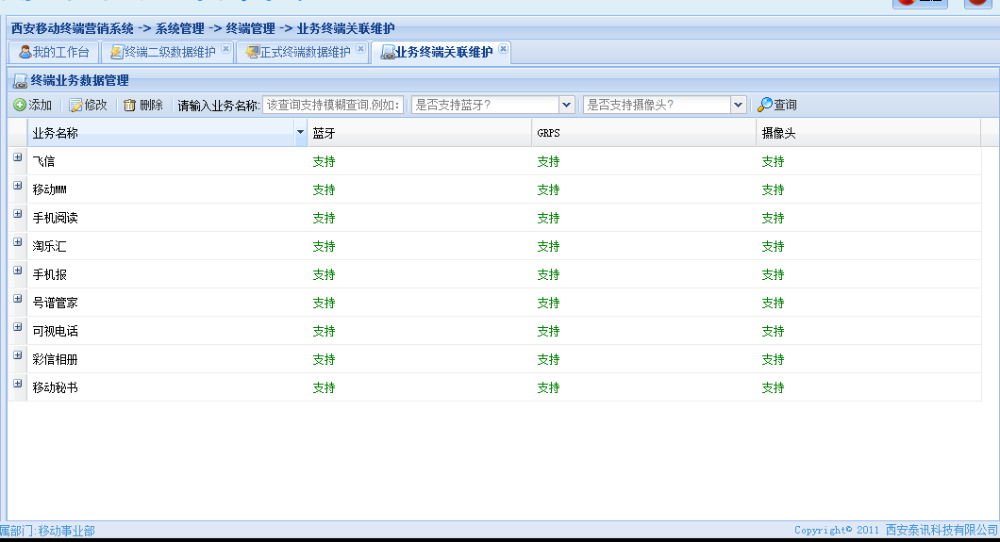 西安移动终端营销系统 -> 系统管理 -> 终端管理 -> 业务终端关联维护
我的工作台 终端二级数据维护 正式终端数据维护 业务终端关联维护
终端业务数据管理
添加 修改 删除 请输入业务名称: 该查询支持模糊查询,例如: 是否支持蓝牙? 是否支持摄像头? 查询
业务名称 蓝牙 GRPS 摄像头
飞信 支持 支持 支持
移动MM 支持 支持 支持
手机阅读 支持 支持 支持
淘乐汇 支持 支持 支持
手机报 支持 支持 支持
号谱管家 支持 支持 支持
可视电话 支持 支持 支持
彩信相册 支持 支持 支持
移动秘书 支持 支持 支持
属部门:移动事业部 Copyright© 2011 西安泰讯科技有限公司